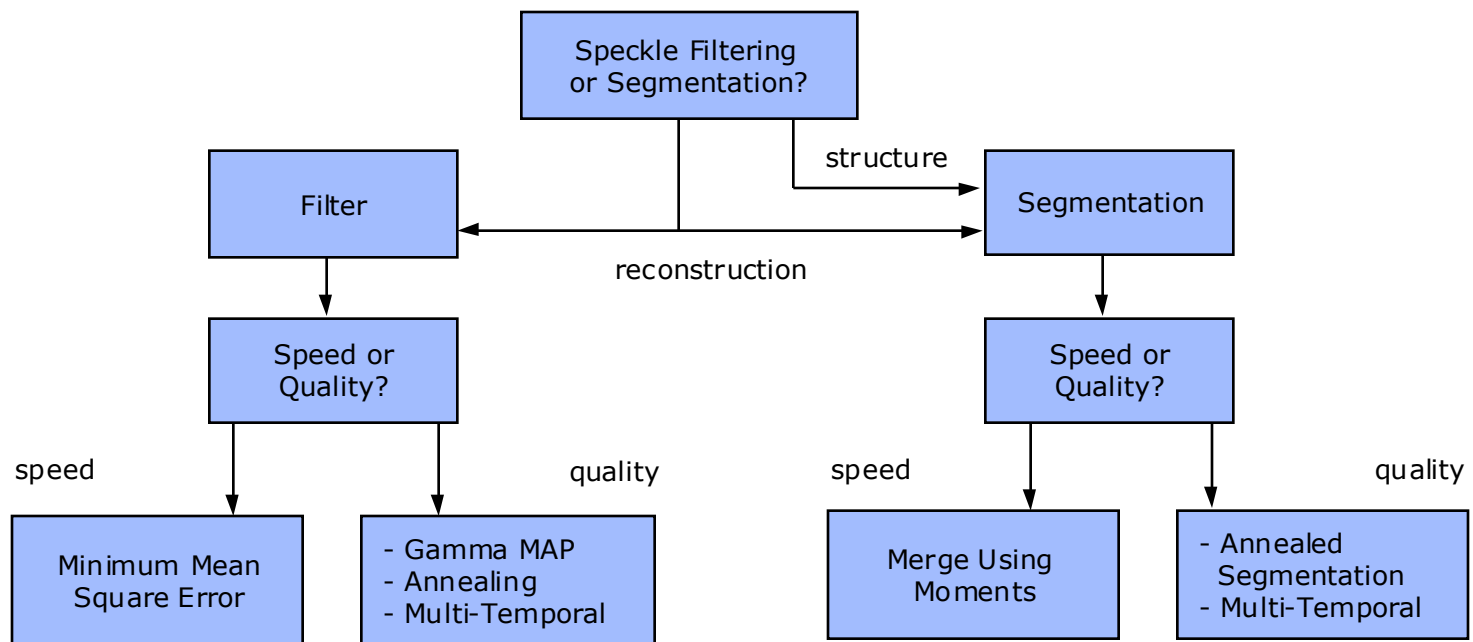 Speckle Filtering
or Segmentation?
structure
Filter
Segmentation
reconstruction
Speed or
Quality?
Speed or
Quality?
speed
quality
speed
quality
Minimum Mean
Square Error
- Gamma MAP
- Annealing
- Multi-Temporal
Merge Using
Moments
- Annealed
Segmentation
- Multi-Temporal